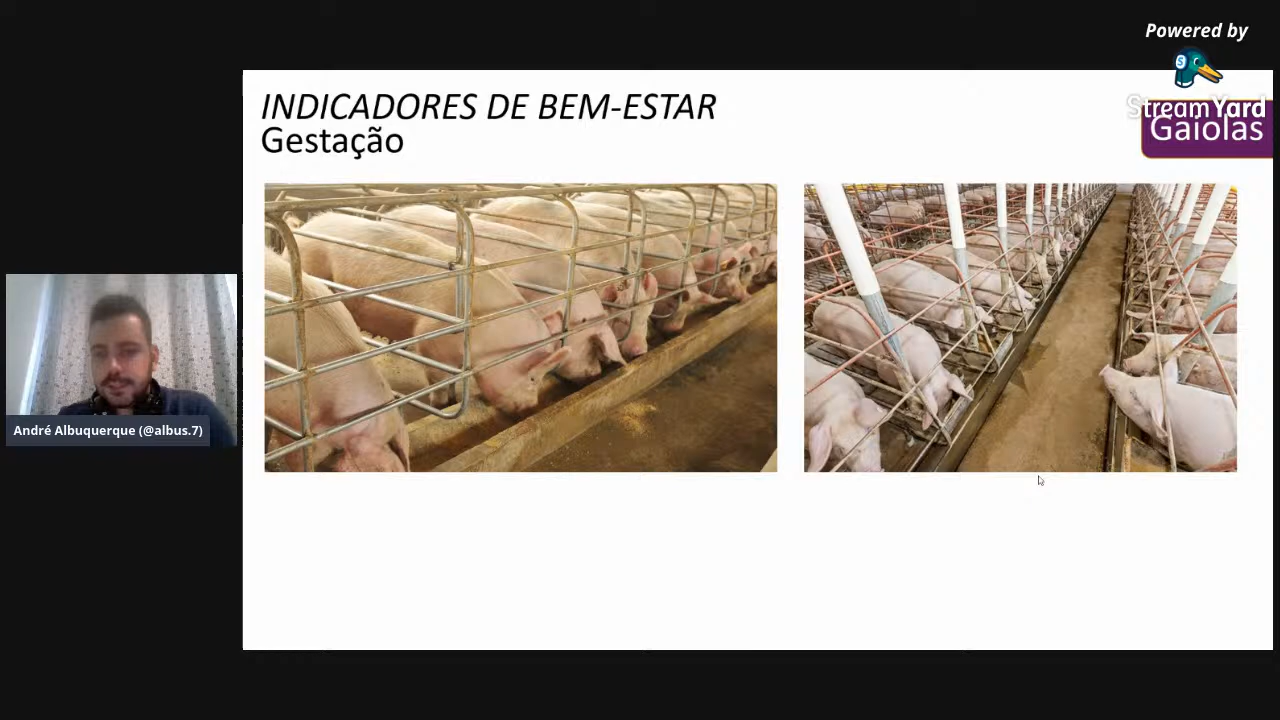 Powered by
StreamYard
INDICADORES DE BEM-ESTAR
Gestação
Gaiolas
André Albuquerque (@albus.7)